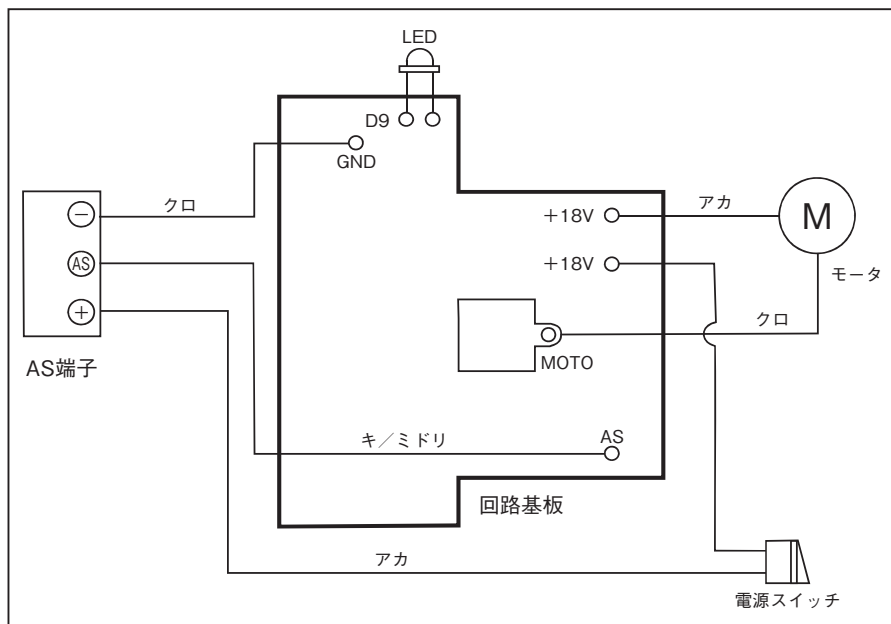 LED
D9
GND
クロ
－
AS
＋
AS端子
＋18V
アカ
M
＋18V
モータ
クロ
MOTO
キ／ミドリ
AS
回路基板
アカ
電源スイッチ